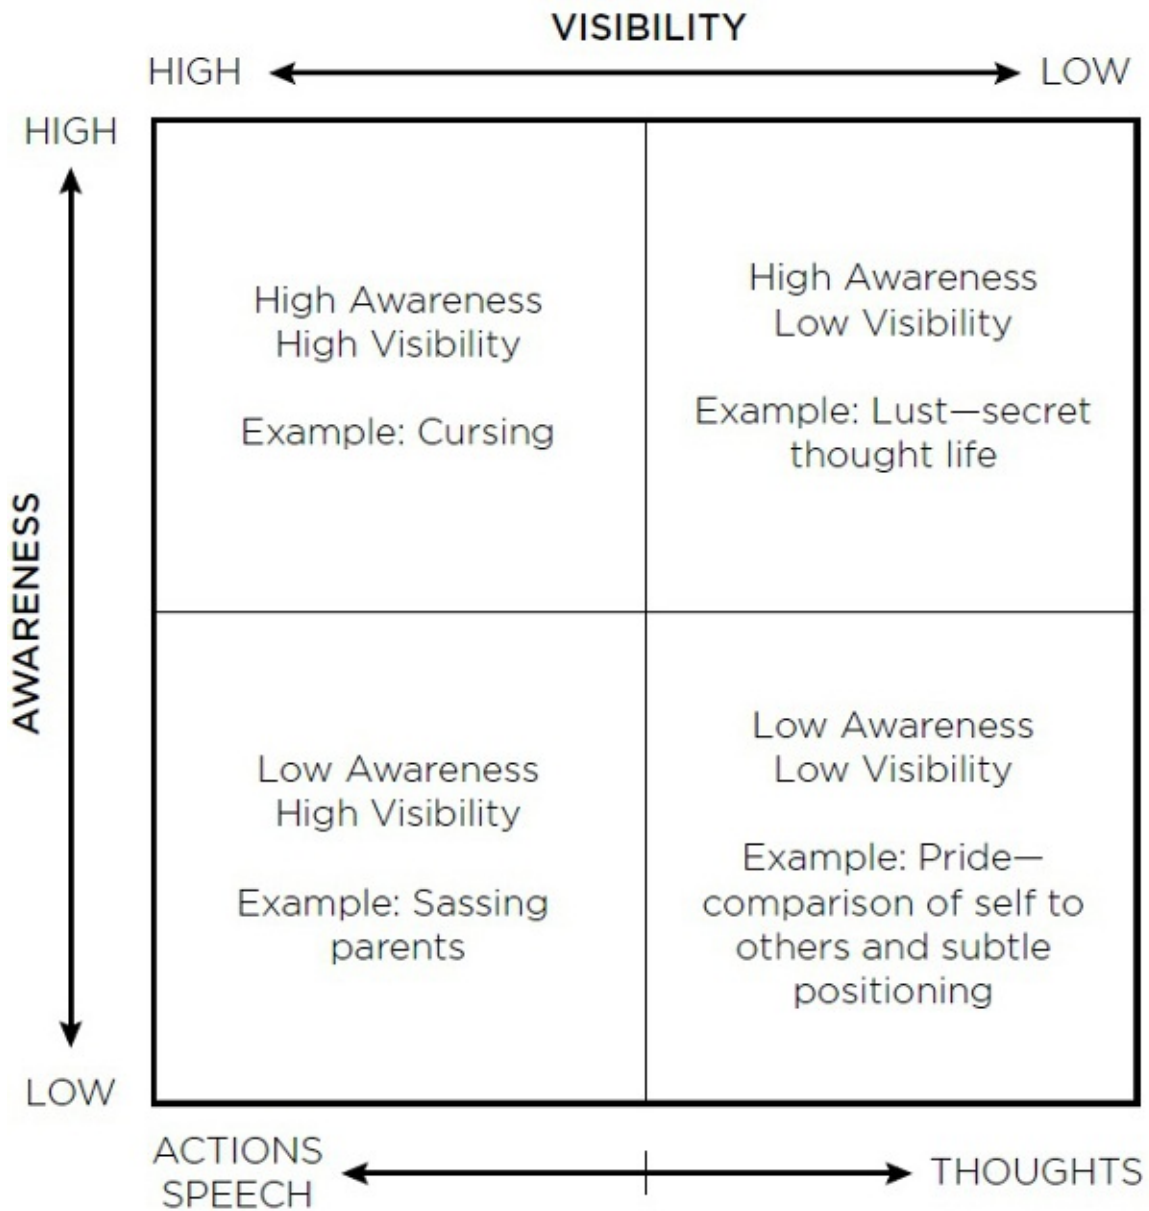 VISIBILITY
HIGH
LOW
HIGH
AWARENESS
LOW
High Awareness
High Visibility
Example: Cursing
High Awareness
Low Visibility
Example: Lust—secret
thought life
Low Awareness
High Visibility
Example: Sassing
parents
Low Awareness
Low Visibility
Example: Pride—
comparison of self to
others and subtle
positioning
ACTIONS
SPEECH
THOUGHTS